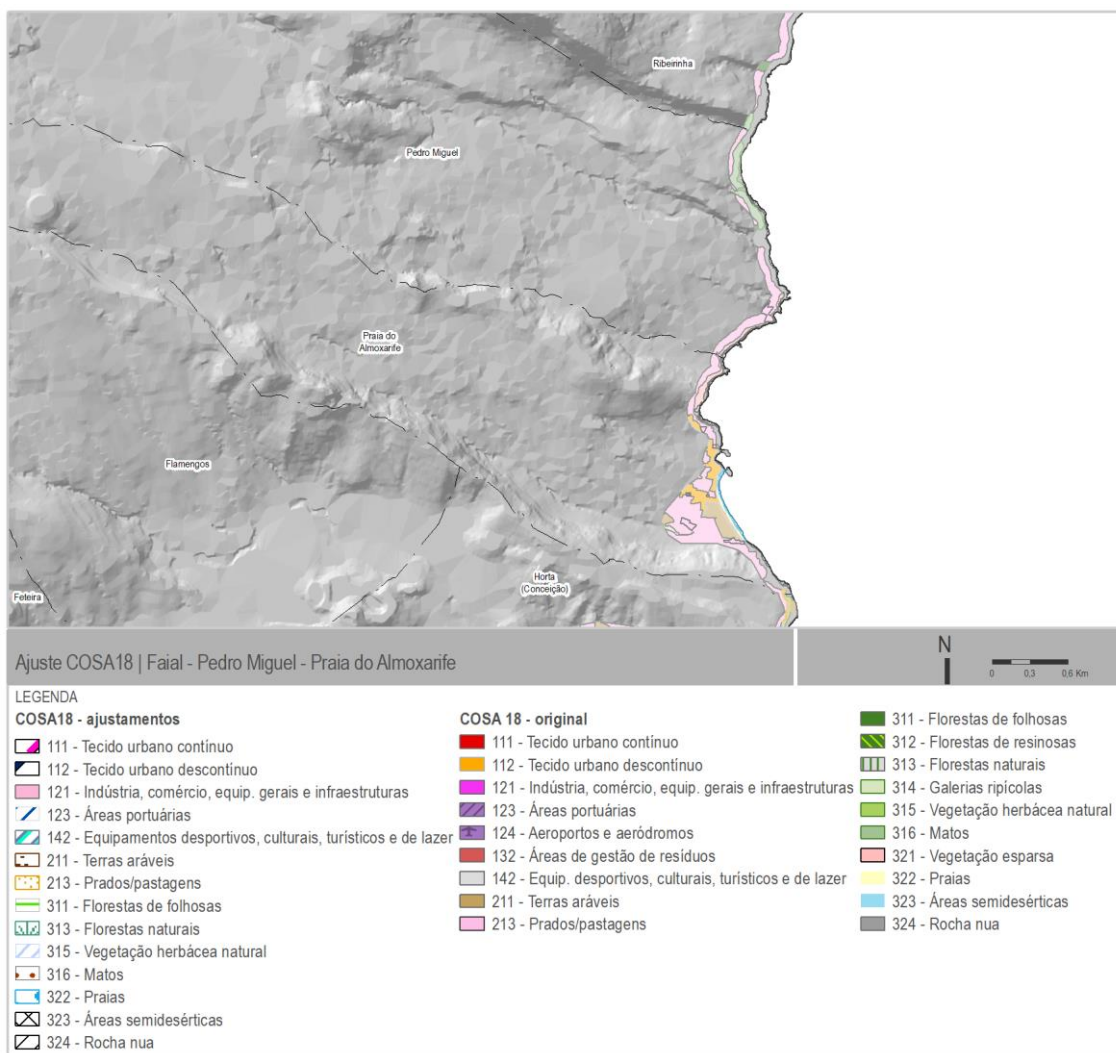 Ribeirinha
Pedro Miguel
Praia do
Almoxarife
Flamengos
Horta
(Conceição)
Feteira
Ajuste COSA18 | Faial - Pedro Miguel - Praia do Almoxarife
N
0 0,3 0,6 Km
LEGENDA
COSA18 - ajustamentos
111 - Tecido urbano contínuo
112 - Tecido urbano descontínuo
121 - Indústria, comércio, equip. gerais e infraestruturas
123 - Áreas portuárias
142 - Equipamentos desportivos, culturais, turísticos e de lazer
211 - Terras aráveis
213 - Prados/pastagens
311 - Florestas de folhosas
313 - Florestas naturais
315 - Vegetação herbácea natural
316 - Matos
322 - Praias
323 - Áreas semidesérticas
324 - Rocha nua
COSA 18 - original
111 - Tecido urbano contínuo
112 - Tecido urbano descontínuo
121 - Indústria, comércio, equip. gerais e infraestruturas
123 - Áreas portuárias
124 - Aeroportos e aeródromos
132 - Áreas de gestão de resíduos
142 - Equip. desportivos, culturais, turísticos e de lazer
211 - Terras aráveis
213 - Prados/pastagens
311 - Florestas de folhosas
312 - Florestas de resinosas
313 - Florestas naturais
314 - Galerias ripícolas
315 - Vegetação herbácea natural
316 - Matos
321 - Vegetação esparsa
322 - Praias
323 - Áreas semidesérticas
324 - Rocha nua